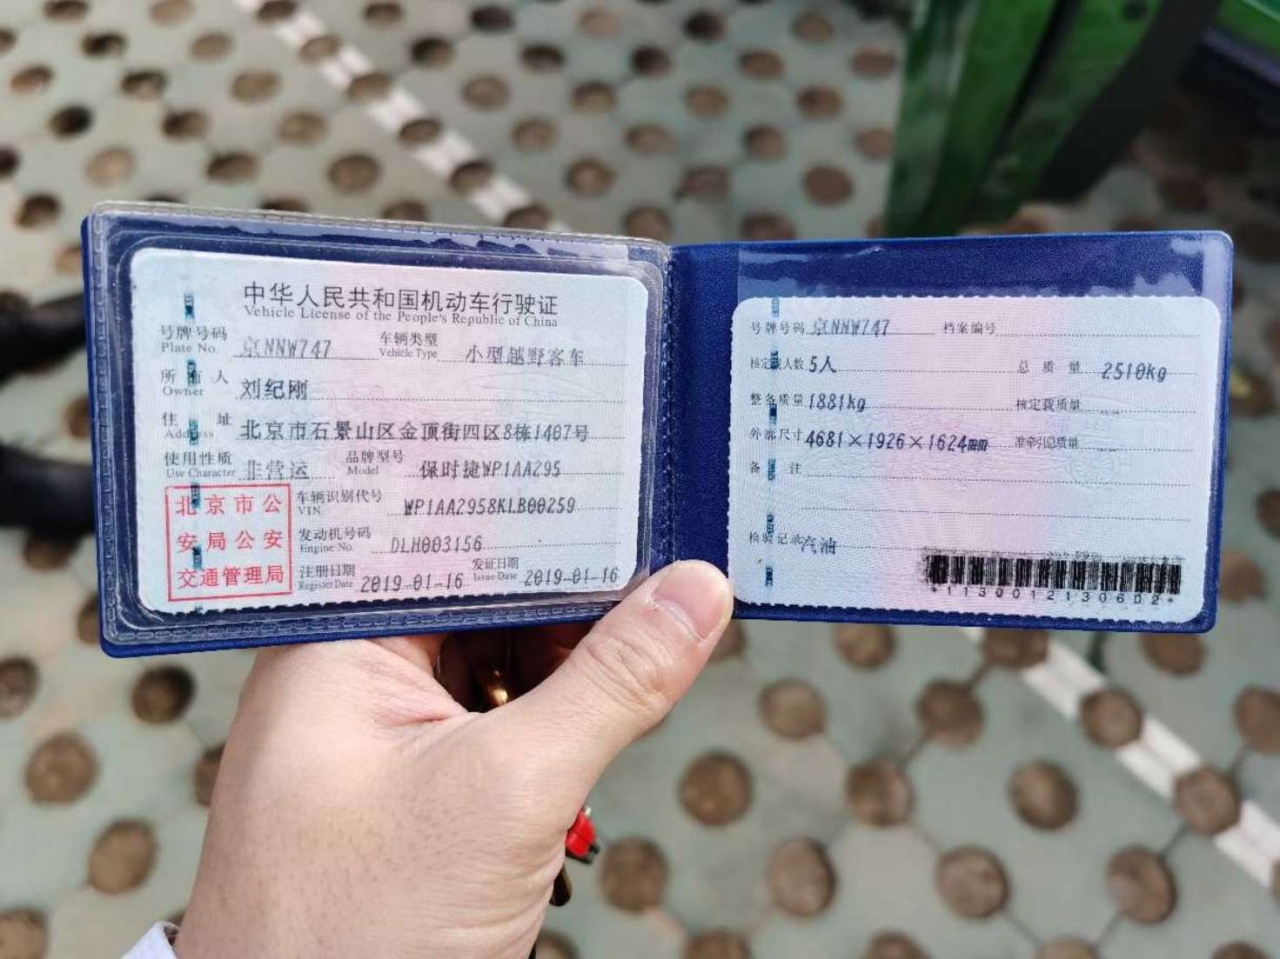 中华人民共和国机动车行驶证
Vehicle License of the People's Republic of China
号牌号码 京NNW747 车辆类型 小型越野客车
Plate No. Vehicle Type
所有人 刘纪刚
Owner
住址 北京市石景山区金顶街四区8栋1407号
Address
使用性质 非营运 品牌型号 保时捷WP1AA295
Use Character Model
北京市公安局公安交通管理局
车辆识别代号 WP1AA2958KLB00259
VIN
发动机号码 DLH003156
Engine No.
注册日期 2019-01-16 发证日期 2019-01-16
Register Date Issue Date
号牌号码 京NNW747 档案编号
核定载人数 5人 总质量 2510kg
整备质量 1881kg 核定载质量 --
外廓尺寸 4681×1926×1624mm 准牵引总质量 --
备注
检验记录 汽油
*1130012130602*